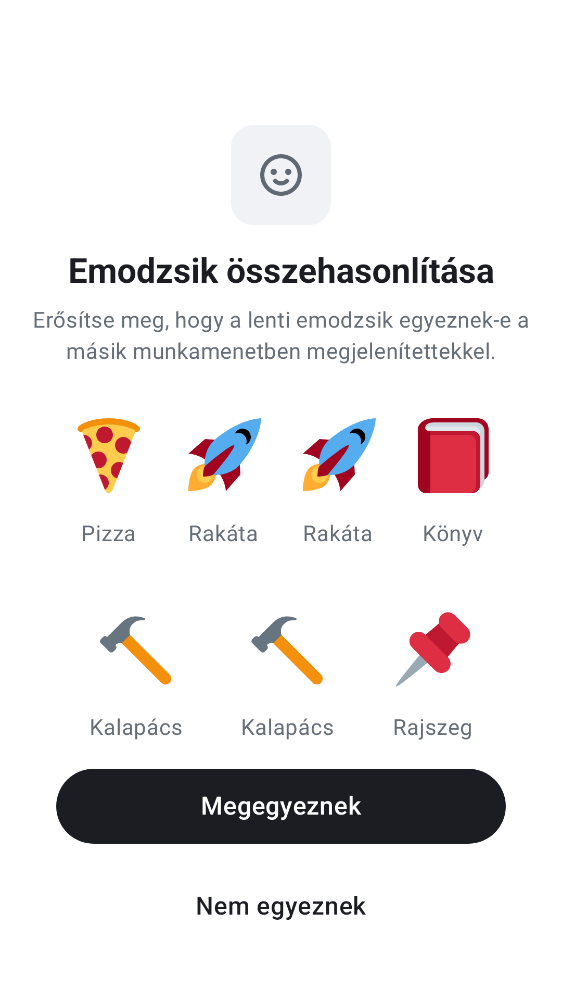 Emodzsik összehasonlítása
Erősítse meg, hogy a lenti emodzsik egyeznek-e a
másik munkamenetben megjelenítettekkel.
Pizza Rakáta Rakáta Könyv
Kalapács Kalapács Rajszeg
Megegyeznek
Nem egyeznek